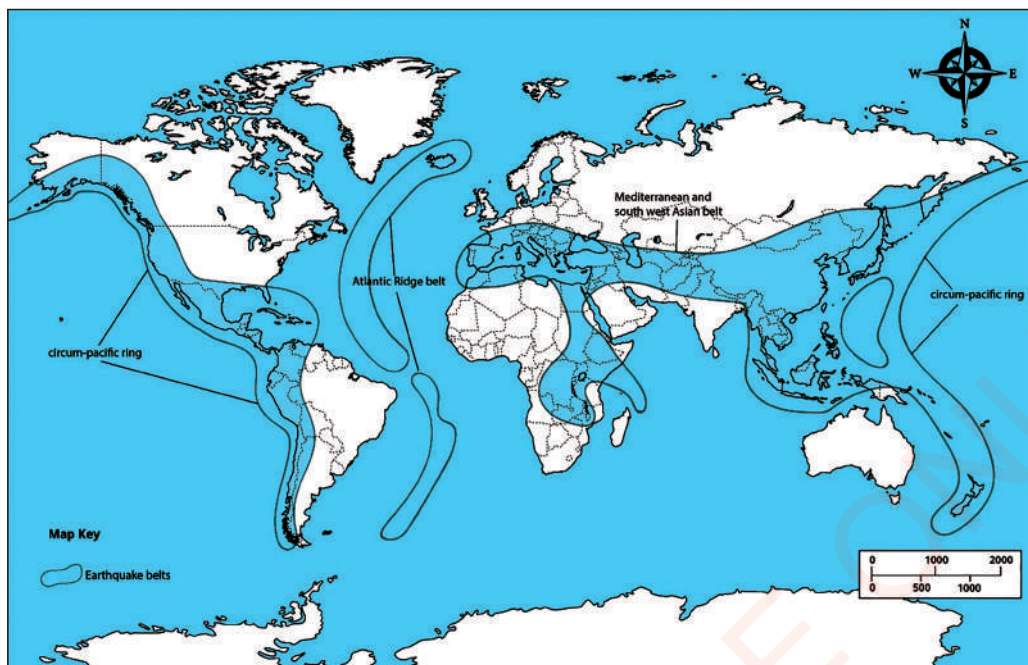 N
W E
S
Mediterranean and
south west Asian belt
Atlantic Ridge belt
circum-pacific ring
circum-pacific ring
Map Key
Earthquake belts
0 1000 2000
0 500 1000
E ON